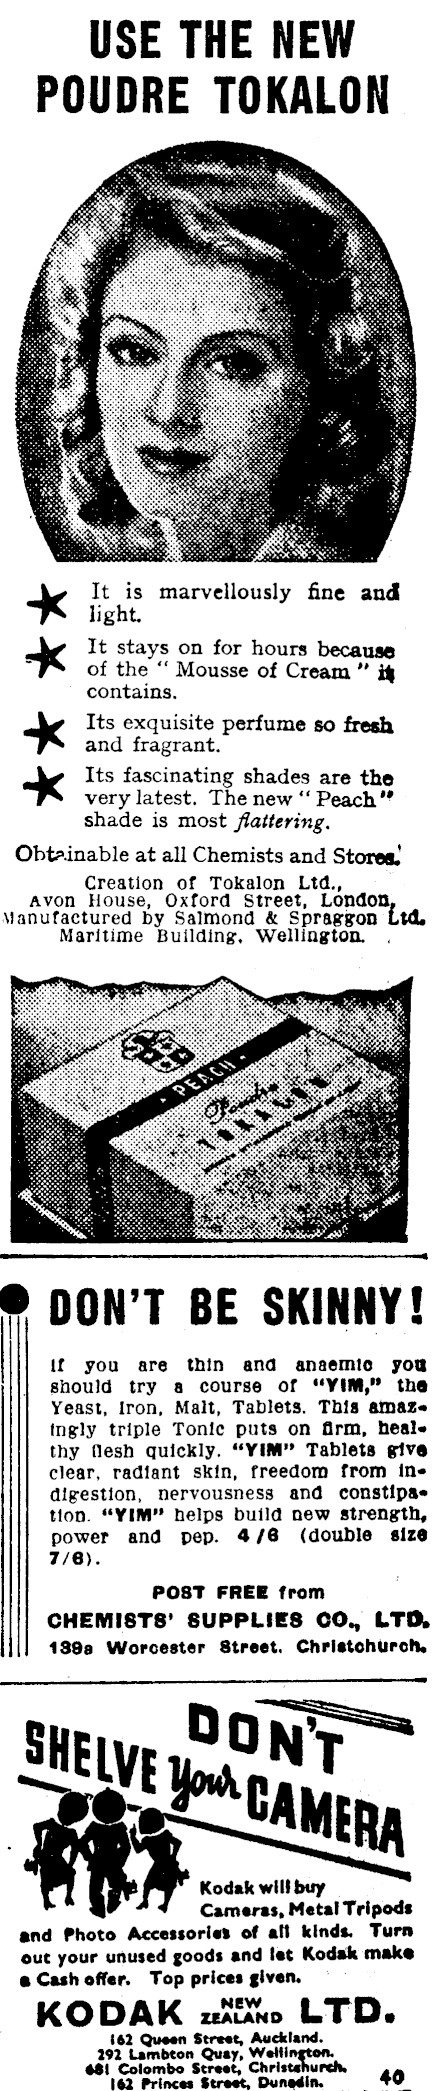 USE THE NEW
POUDRE TOKALON
It is marvellously fine and
light.
It stays on for hours because
of the "Mousse of Cream" it
contains.
Its exquisite perfume so fresh
and fragrant.
Its fascinating shades are the
very latest. The new "Peach"
shade is most flattering.
Obtainable at all Chemists and Stores.
Creation of Tokalon Ltd.,
Avon House, Oxford Street, London,
Manufactured by Salmond & Spraggon Ltd.
Maritime Building, Wellington.
- PEACH -
Poudre
TOKALON
DON'T BE SKINNY!
If you are thin and anaemic you
should try a course of "YIM," the
Yeast, Iron, Malt, Tablets. This amaz-
ingly triple Tonic puts on firm, heal-
thy flesh quickly. "YIM" Tablets give
clear, radiant skin, freedom from in-
digestion, nervousness and constipa-
tion. "YIM" helps build new strength,
power and pep. 4/6 (double size
7/6).
POST FREE from
CHEMISTS' SUPPLIES CO., LTD.
139a Worcester Street, Christchurch.
DON'T
SHELVE your CAMERA
Kodak will buy
Cameras, Metal Tripods
and Photo Accessories of all kinds. Turn
out your unused goods and let Kodak make
a Cash offer. Top prices given.
KODAK NEW ZEALAND LTD.
162 Queen Street, Auckland.
292 Lambton Quay, Wellington.
681 Colombo Street, Christchurch.
162 Princes Street, Dunedin. 40